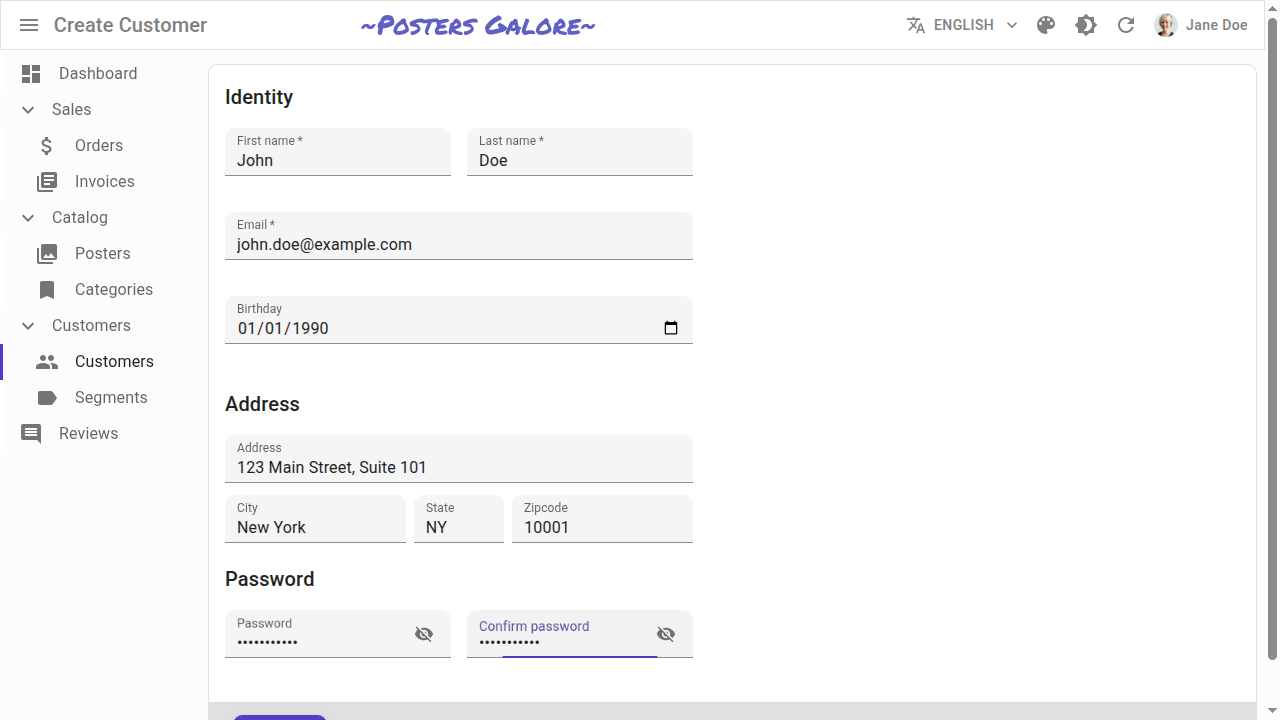 Create Customer
~Posters Galore~
ENGLISH
Jane Doe
Dashboard
Sales
Orders
Invoices
Catalog
Posters
Categories
Customers
Customers
Segments
Reviews
Identity
First name *
John
Last name *
Doe
Email *
john.doe@example.com
Birthday
01/01/1990
Address
Address
123 Main Street, Suite 101
City
New York
State
NY
Zipcode
10001
Password
Password
•••••••••••
Confirm password
•••••••••••